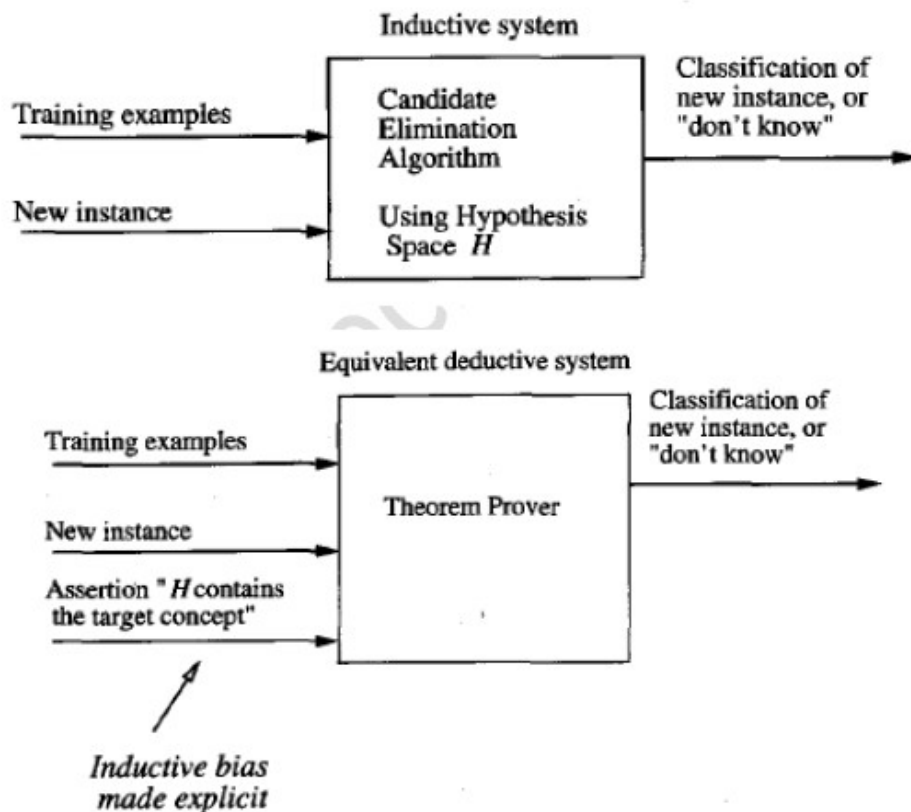 Inductive system
Training examples
New instance
Candidate
Elimination
Algorithm
Using Hypothesis
Space H
Classification of
new instance, or
"don't know"
Equivalent deductive system
Training examples
New instance
Assertion " H contains
the target concept"
Theorem Prover
Classification of
new instance, or
"don't know"
Inductive bias
made explicit